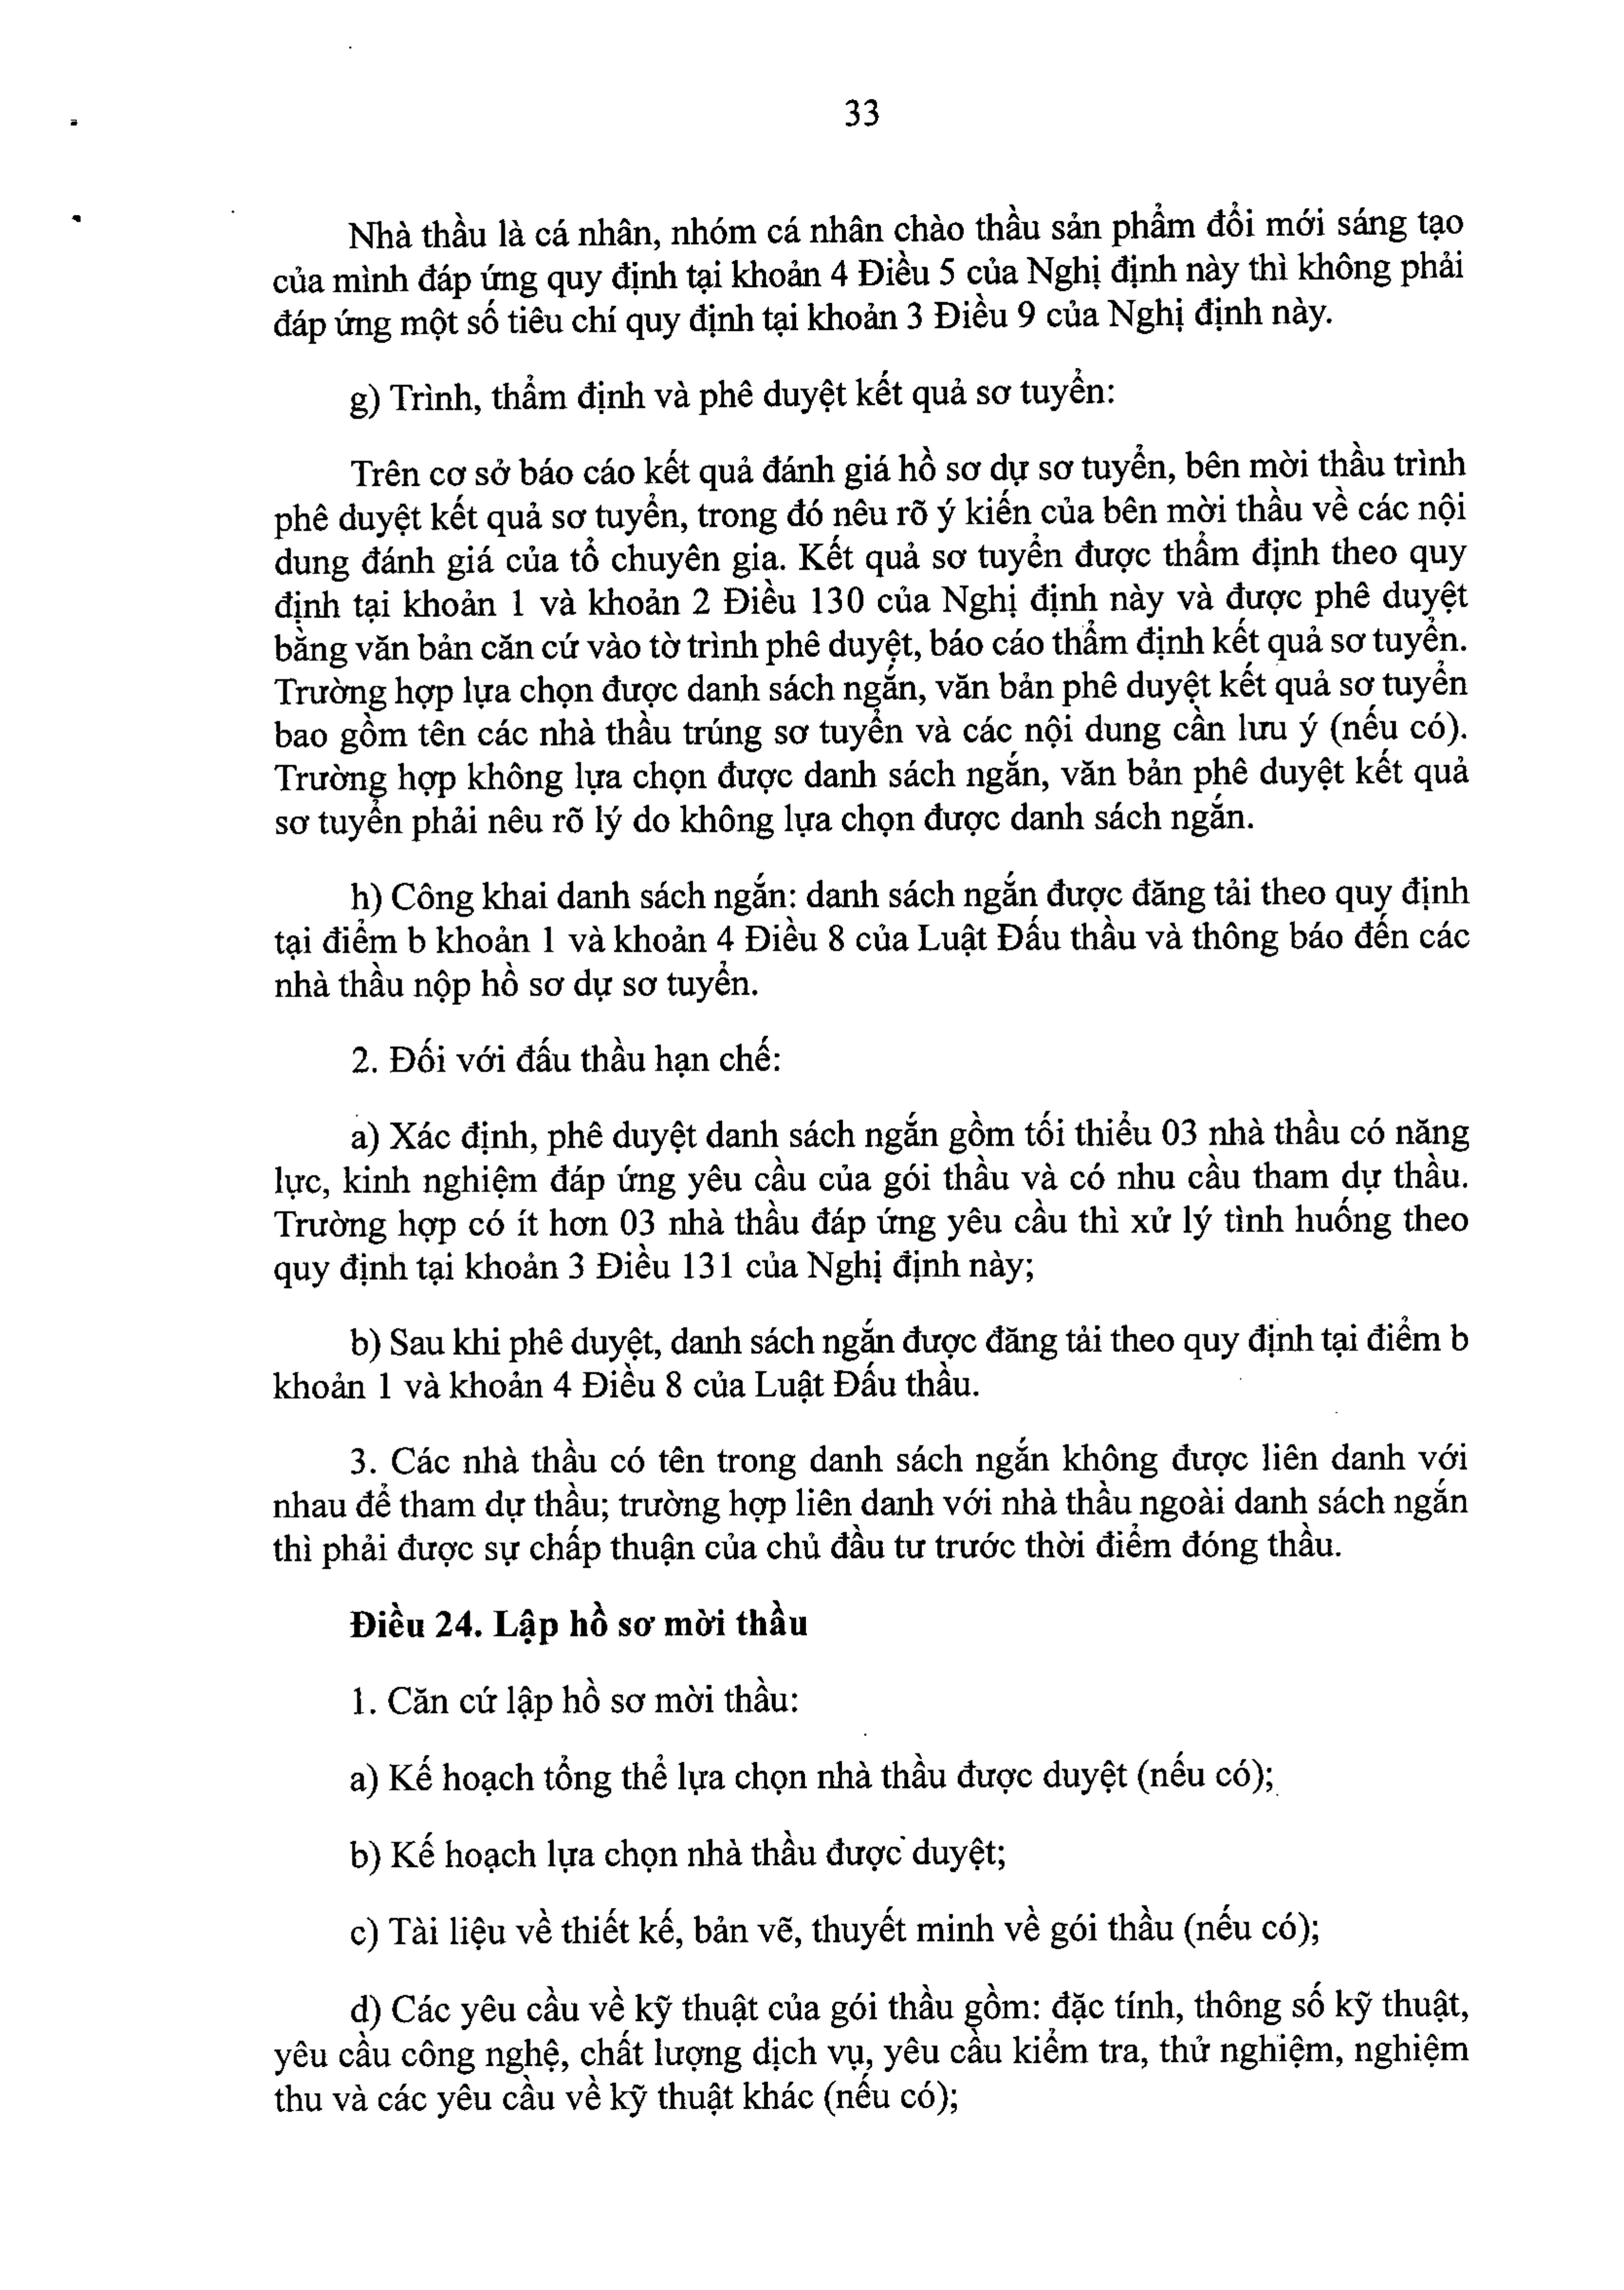 33
Nhà thầu là cá nhân, nhóm cá nhân chào thầu sản phẩm đổi mới sáng tạo
của mình đáp ứng quy định tại khoản 4 Điều 5 của Nghị định này thì không phải
đáp ứng một số tiêu chí quy định tại khoản 3 Điều 9 của Nghị định này.
g) Trình, thẩm định và phê duyệt kết quả sơ tuyển:
Trên cơ sở báo cáo kết quả đánh giá hồ sơ dự sơ tuyển, bên mời thầu trình
phê duyệt kết quả sơ tuyển, trong đó nêu rõ ý kiến của bên mời thầu về các nội
dung đánh giá của tổ chuyên gia. Kết quả sơ tuyển được thẩm định theo quy
định tại khoản 1 và khoản 2 Điều 130 của Nghị định này và được phê duyệt
bằng văn bản căn cứ vào tờ trình phê duyệt, báo cáo thẩm định kết quả sơ tuyển.
Trường hợp lựa chọn được danh sách ngắn, văn bản phê duyệt kết quả sơ tuyển
bao gồm tên các nhà thầu trúng sơ tuyển và các nội dung cần lưu ý (nếu có).
Trường hợp không lựa chọn được danh sách ngắn, văn bản phê duyệt kết quả
sơ tuyển phải nêu rõ lý do không lựa chọn được danh sách ngắn.
h) Công khai danh sách ngắn: danh sách ngắn được đăng tải theo quy định
tại điểm b khoản 1 và khoản 4 Điều 8 của Luật Đấu thầu và thông báo đến các
nhà thầu nộp hồ sơ dự sơ tuyển.
2. Đối với đấu thầu hạn chế:
a) Xác định, phê duyệt danh sách ngắn gồm tối thiểu 03 nhà thầu có năng
lực, kinh nghiệm đáp ứng yêu cầu của gói thầu và có nhu cầu tham dự thầu.
Trường hợp có ít hơn 03 nhà thầu đáp ứng yêu cầu thì xử lý tình huống theo
quy định tại khoản 3 Điều 131 của Nghị định này;
b) Sau khi phê duyệt, danh sách ngắn được đăng tải theo quy định tại điểm b
khoản 1 và khoản 4 Điều 8 của Luật Đấu thầu.
3. Các nhà thầu có tên trong danh sách ngắn không được liên danh với
nhau để tham dự thầu; trường hợp liên danh với nhà thầu ngoài danh sách ngắn
thì phải được sự chấp thuận của chủ đầu tư trước thời điểm đóng thầu.
Điều 24. Lập hồ sơ mời thầu
1. Căn cứ lập hồ sơ mời thầu:
a) Kế hoạch tổng thể lựa chọn nhà thầu được duyệt (nếu có);
b) Kế hoạch lựa chọn nhà thầu được duyệt;
c) Tài liệu về thiết kế, bản vẽ, thuyết minh về gói thầu (nếu có);
d) Các yêu cầu về kỹ thuật của gói thầu gồm: đặc tính, thông số kỹ thuật,
yêu cầu công nghệ, chất lượng dịch vụ, yêu cầu kiểm tra, thử nghiệm, nghiệm
thu và các yêu cầu về kỹ thuật khác (nếu có);